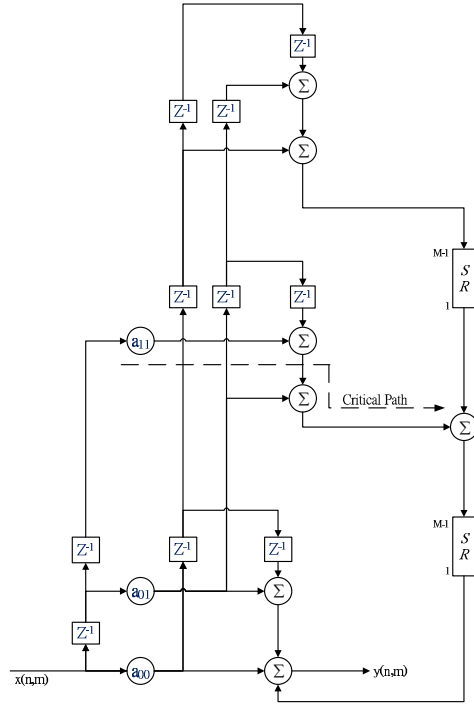 Z-1
Σ
Z-1
Z-1
Σ
M-1
S
R
1
Z-1
Z-1
Z-1
a11
Σ
Critical Path
Σ
Σ
M-1
S
R
1
Z-1
Z-1
Z-1
a01
Σ
Z-1
x(n,m)
a00
Σ
y(n,m)